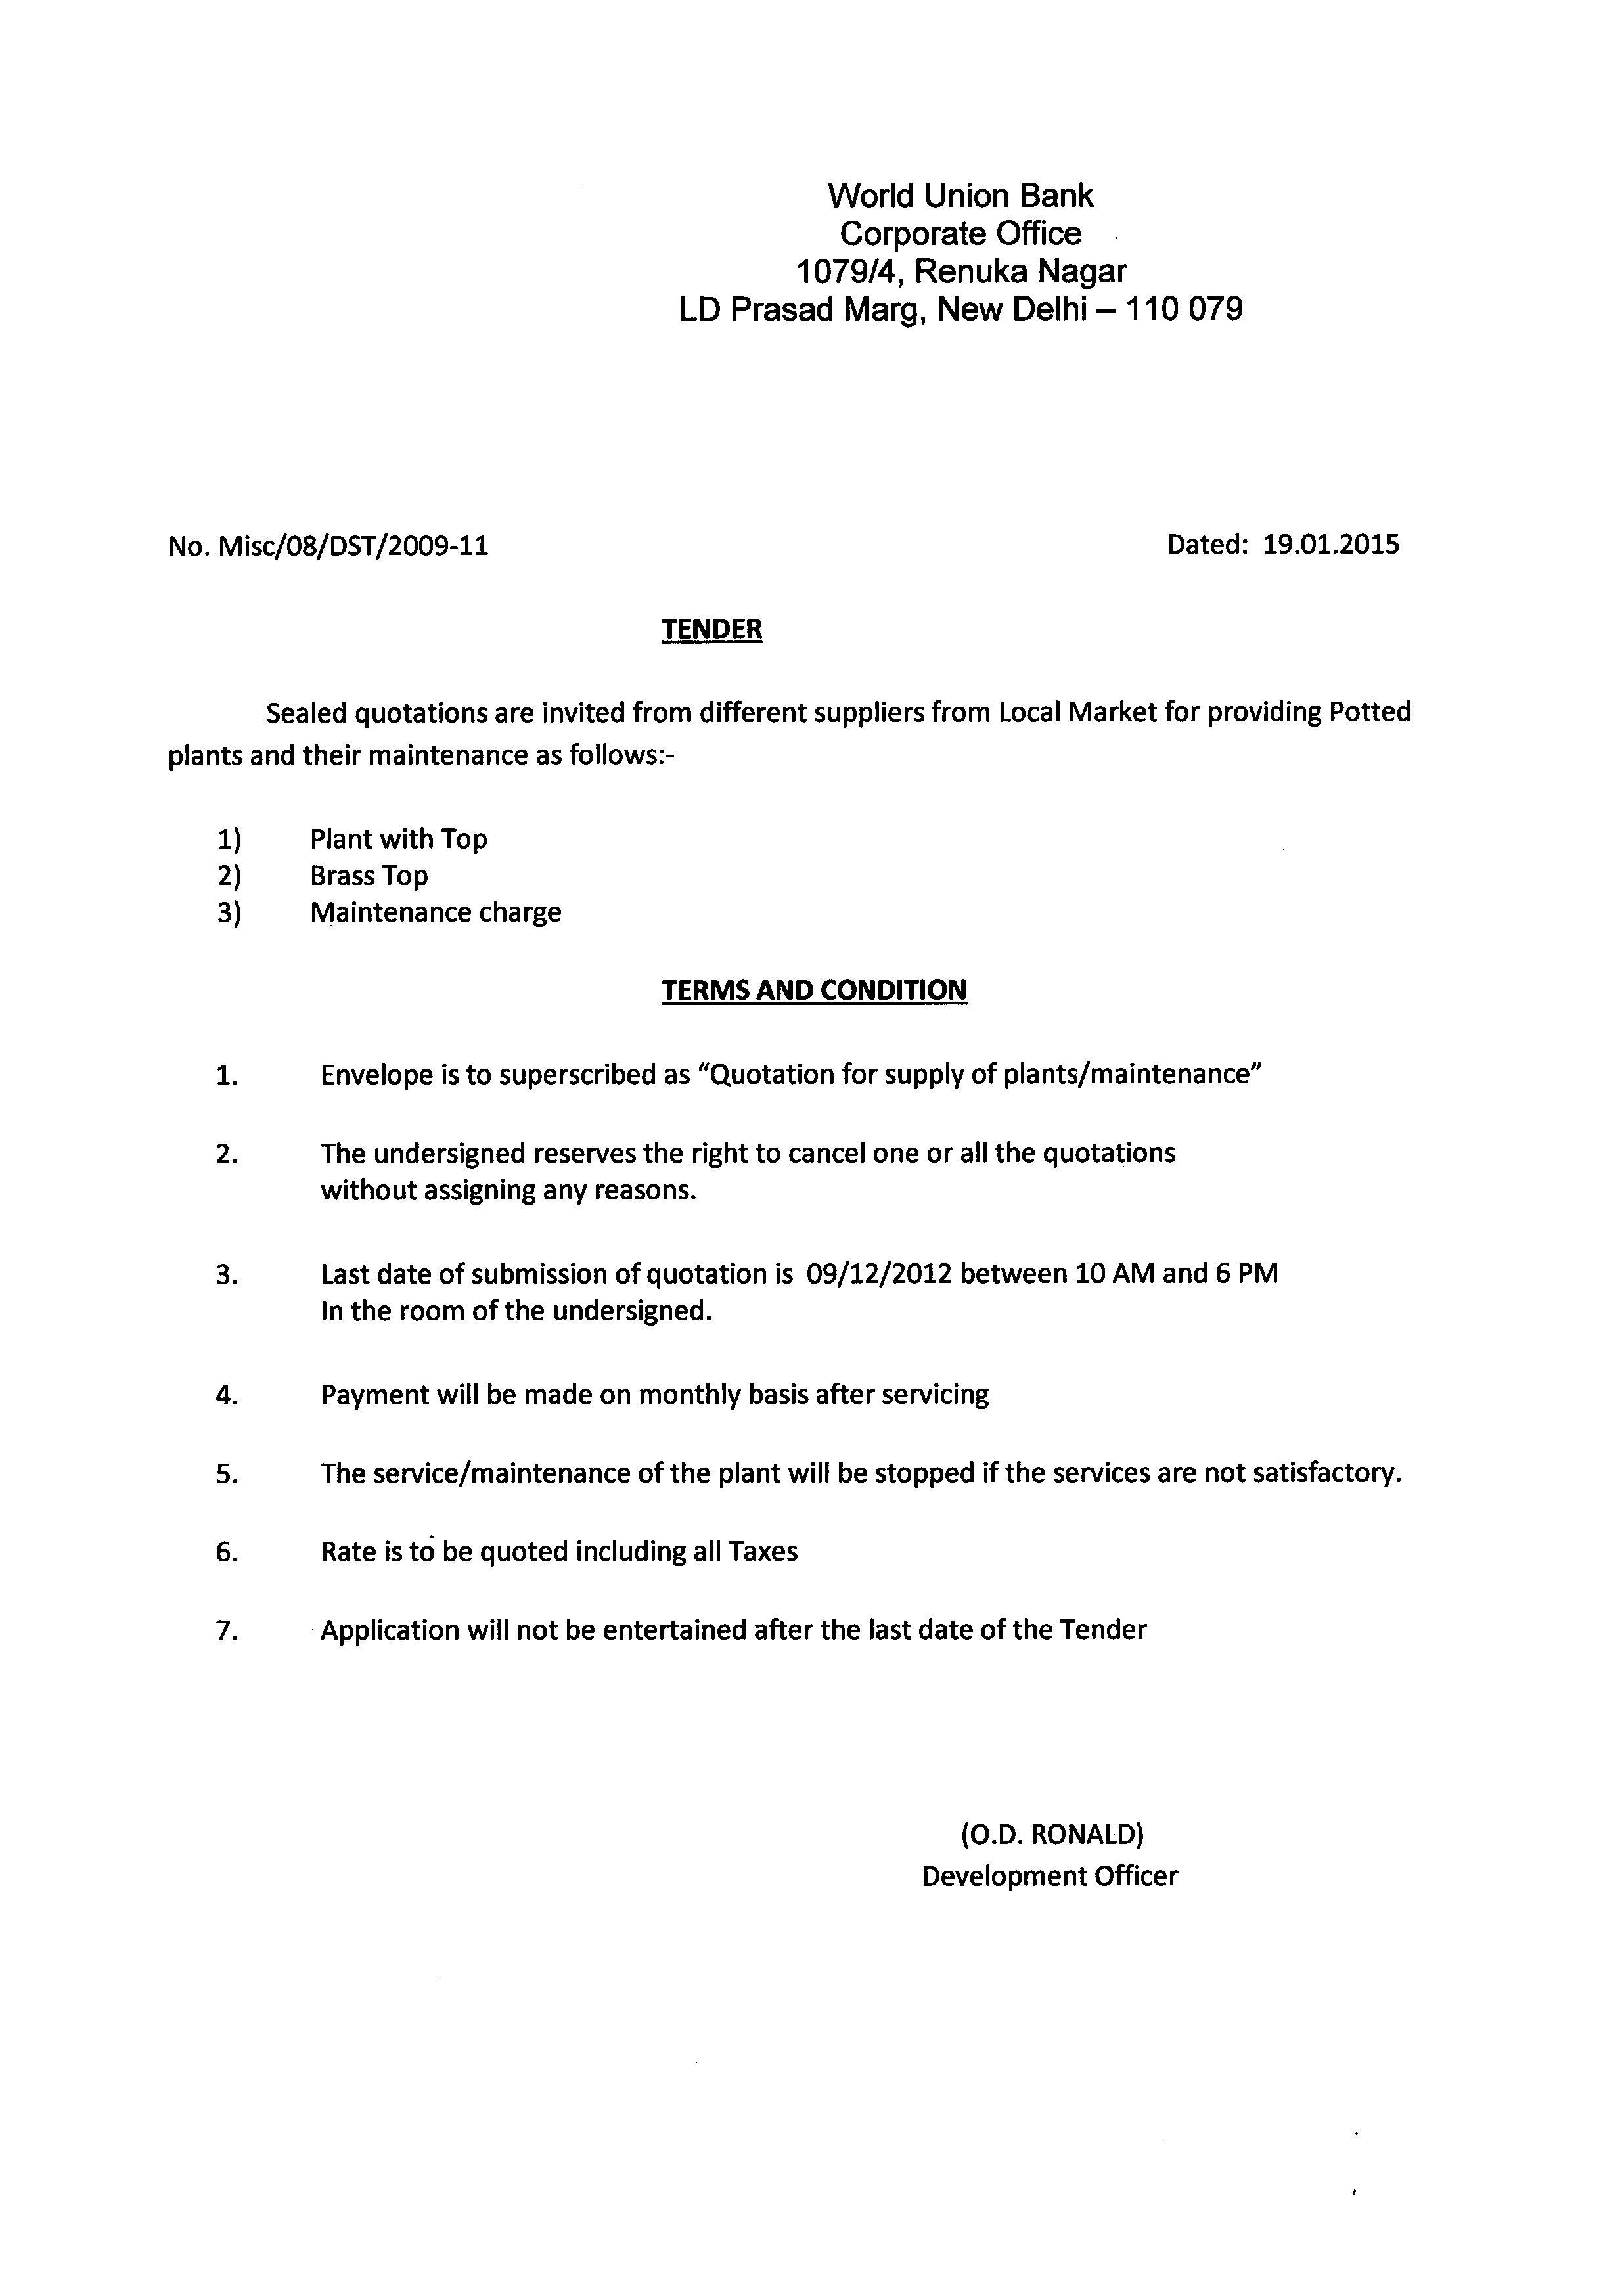 World Union Bank
Corporate Office
1079/4, Renuka Nagar
LD Prasad Marg, New Delhi – 110 079
No. Misc/08/DST/2009-11 Dated: 19.01.2015
TENDER
Sealed quotations are invited from different suppliers from Local Market for providing Potted
plants and their maintenance as follows:-
1) Plant with Top
2) Brass Top
3) Maintenance charge
TERMS AND CONDITION
1. Envelope is to superscribed as “Quotation for supply of plants/maintenance”
2. The undersigned reserves the right to cancel one or all the quotations
without assigning any reasons.
3. Last date of submission of quotation is 09/12/2012 between 10 AM and 6 PM
In the room of the undersigned.
4. Payment will be made on monthly basis after servicing
5. The service/maintenance of the plant will be stopped if the services are not satisfactory.
6. Rate is to be quoted including all Taxes
7. Application will not be entertained after the last date of the Tender
(O.D. RONALD)
Development Officer